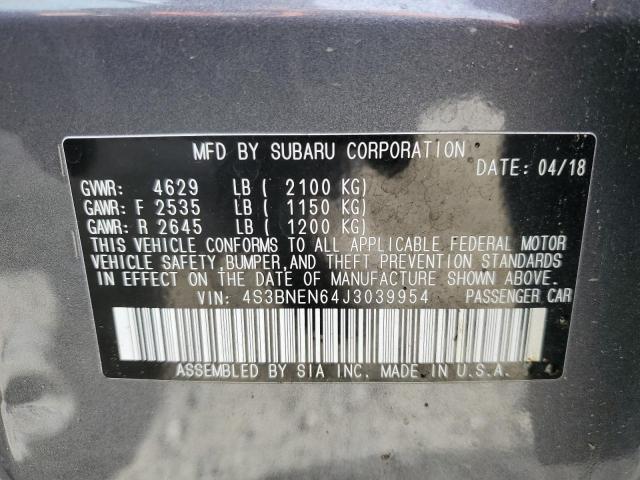 MFD BY SUBARU CORPORATION
DATE: 04/18
GVWR: 4629 LB ( 2100 KG)
GAWR: F 2535 LB ( 1150 KG)
GAWR: R 2645 LB ( 1200 KG)
THIS VEHICLE CONFORMS TO ALL APPLICABLE FEDERAL MOTOR
VEHICLE SAFETY, BUMPER, AND THEFT PREVENTION STANDARDS
IN EFFECT ON THE DATE OF MANUFACTURE SHOWN ABOVE.
VIN: 4S3BNEN64J3039954 PASSENGER CAR
ASSEMBLED BY SIA INC. MADE IN U.S.A. 4